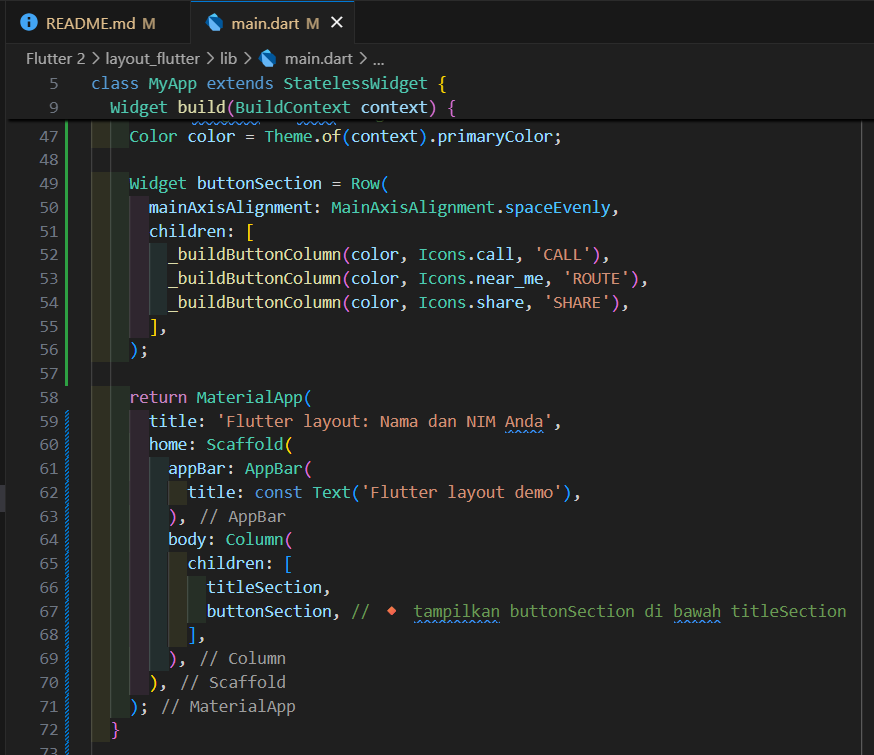 README.md M
main.dart M
Flutter 2 > layout_flutter > lib > main.dart > ...
5 class MyApp extends StatelessWidget {
9 Widget build(BuildContext context) {
47 Color color = Theme.of(context).primaryColor;
48
49 Widget buttonSection = Row(
50 mainAxisAlignment: MainAxisAlignment.spaceEvenly,
51 children: [
52 _buildButtonColumn(color, Icons.call, 'CALL'),
53 _buildButtonColumn(color, Icons.near_me, 'ROUTE'),
54 _buildButtonColumn(color, Icons.share, 'SHARE'),
55 ],
56 );
57
58 return MaterialApp(
59 title: 'Flutter layout: Nama dan NIM Anda',
60 home: Scaffold(
61 appBar: AppBar(
62 title: const Text('Flutter layout demo'),
63 ), // AppBar
64 body: Column(
65 children: [
66 titleSection,
67 buttonSection, // 🔸 tampilkan buttonSection di bawah titleSection
68 ],
69 ), // Column
70 ), // Scaffold
71 ); // MaterialApp
72 }
73